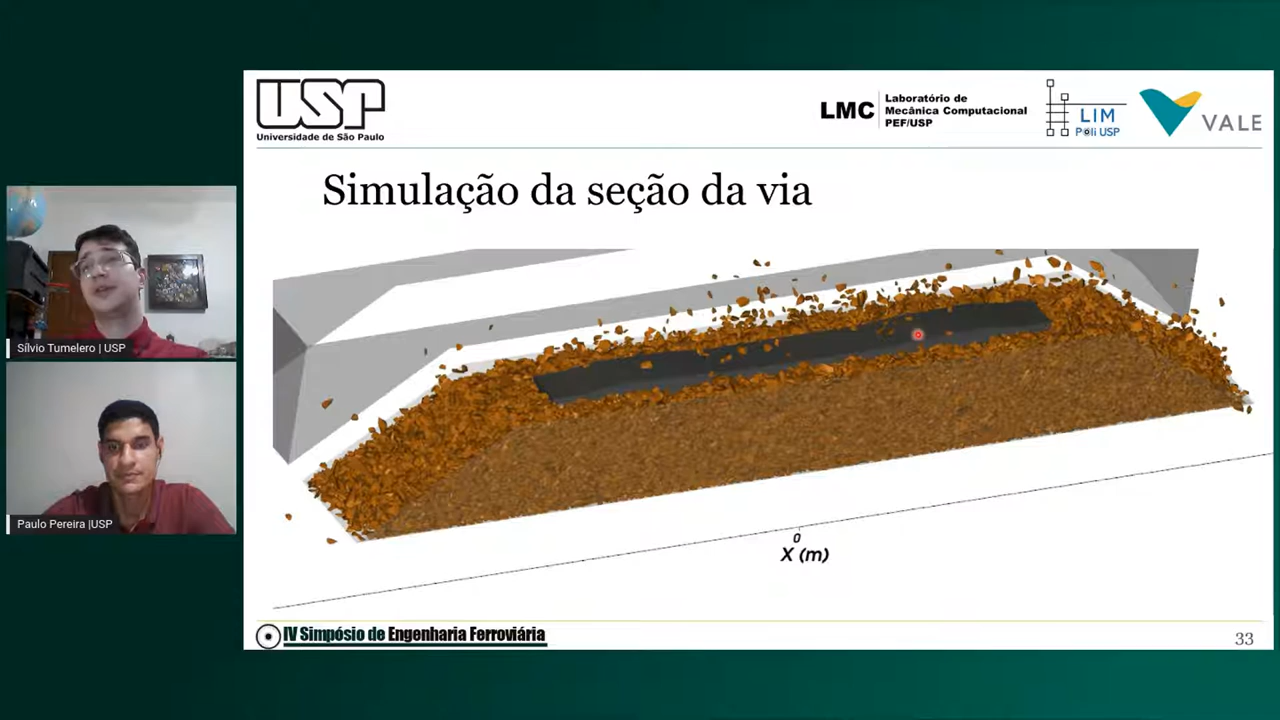 USP
Universidade de São Paulo
LMC
Laboratório de
Mecânica Computacional
PEF/USP
LIM
Poli USP
VALE
Simulação da seção da via
Sílvio Tumelero | USP
Paulo Pereira |USP
0
X (m)
IV Simpósio de Engenharia Ferroviária
33